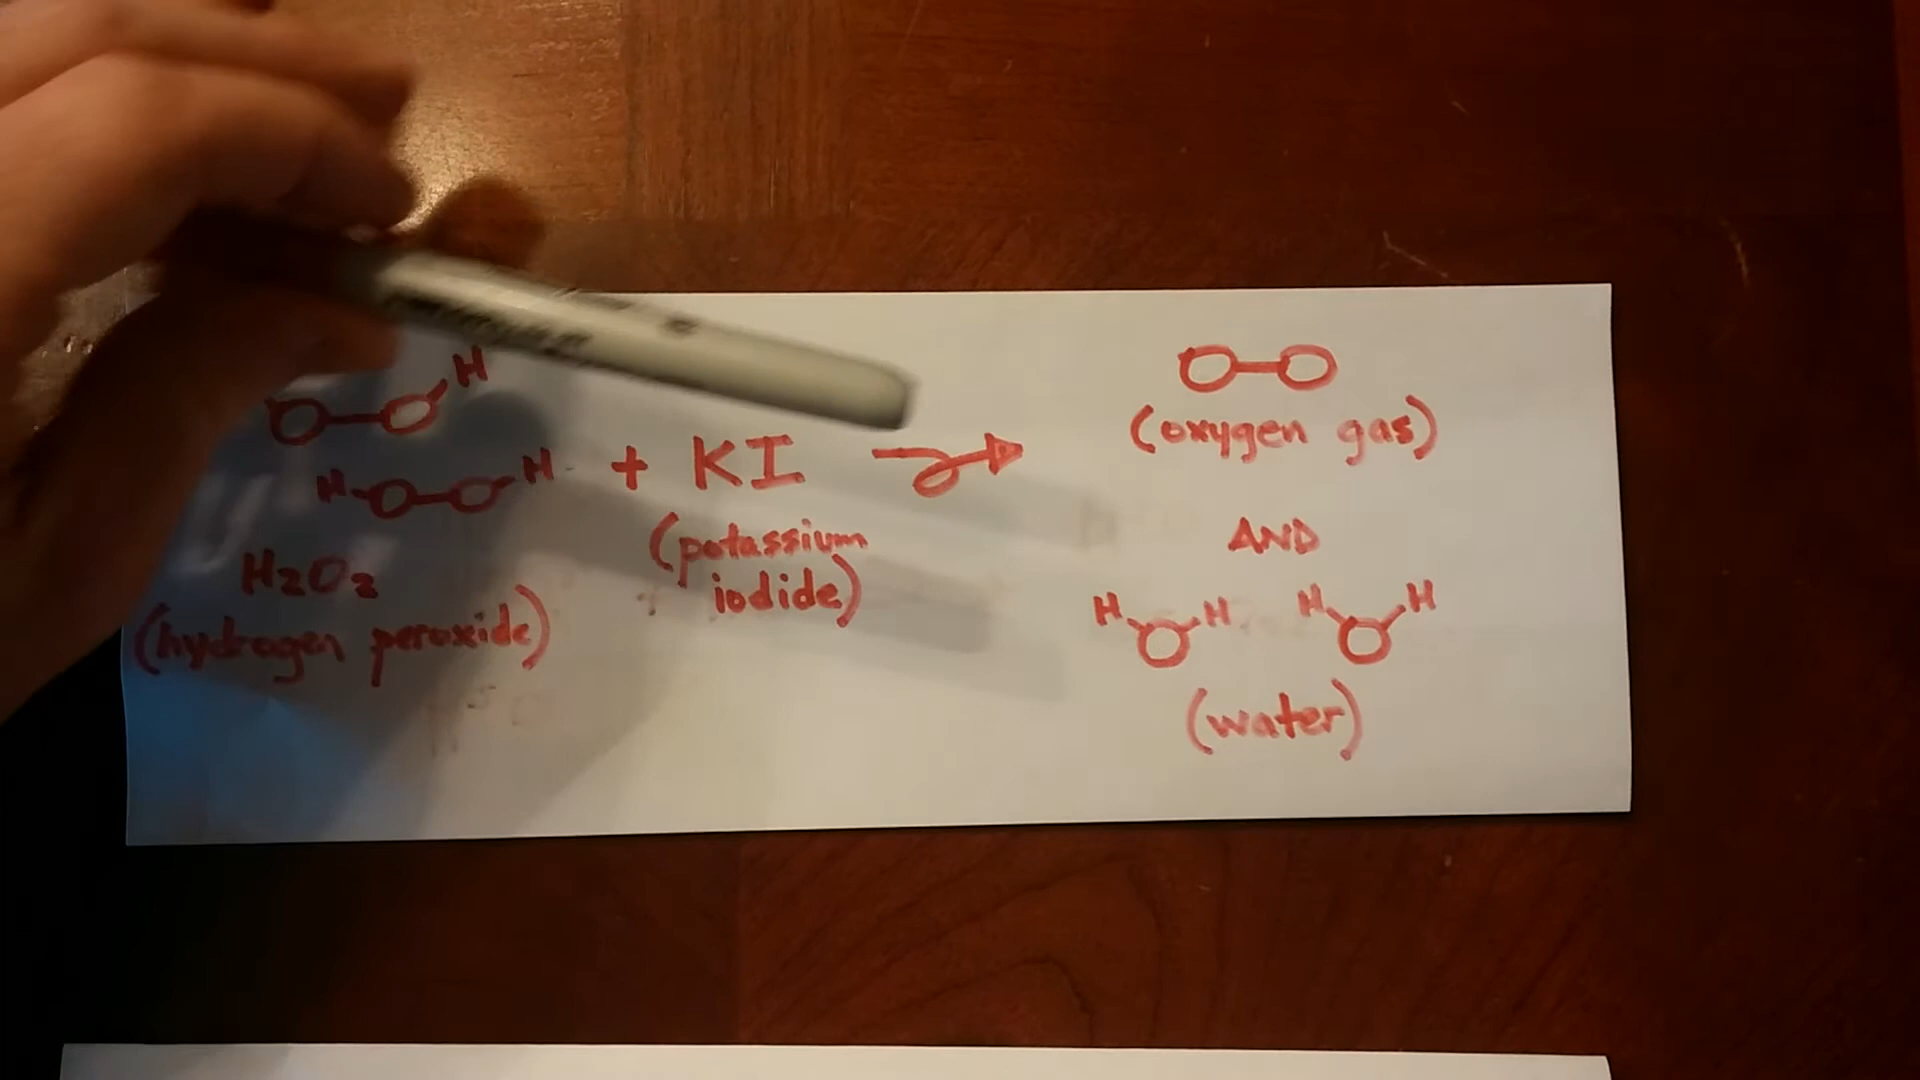 O-O H
H-O-O-H + KI
H2O2
(hydrogen peroxide)
(potassium
iodide)
O-O
(oxygen gas)
AND
H O H H O H
(water)